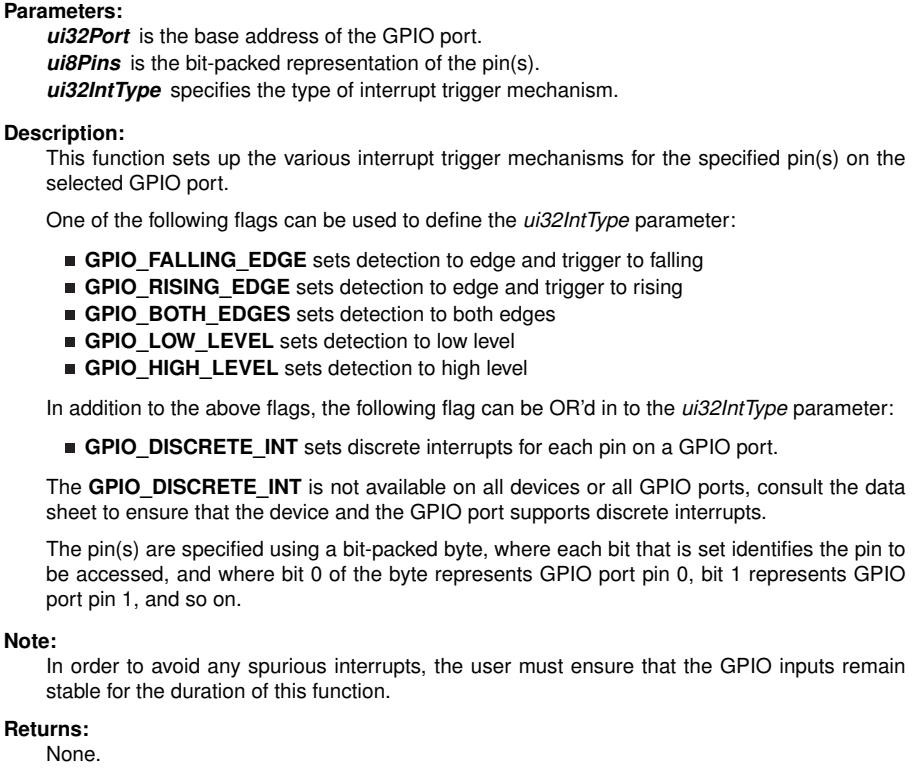 Parameters:
ui32Port is the base address of the GPIO port.
ui8Pins is the bit-packed representation of the pin(s).
ui32IntType specifies the type of interrupt trigger mechanism.
Description:
This function sets up the various interrupt trigger mechanisms for the specified pin(s) on the
selected GPIO port.
One of the following flags can be used to define the ui32IntType parameter:
■ GPIO_FALLING_EDGE sets detection to edge and trigger to falling
■ GPIO_RISING_EDGE sets detection to edge and trigger to rising
■ GPIO_BOTH_EDGES sets detection to both edges
■ GPIO_LOW_LEVEL sets detection to low level
■ GPIO_HIGH_LEVEL sets detection to high level
In addition to the above flags, the following flag can be OR'd in to the ui32IntType parameter:
■ GPIO_DISCRETE_INT sets discrete interrupts for each pin on a GPIO port.
The GPIO_DISCRETE_INT is not available on all devices or all GPIO ports, consult the data
sheet to ensure that the device and the GPIO port supports discrete interrupts.
The pin(s) are specified using a bit-packed byte, where each bit that is set identifies the pin to
be accessed, and where bit 0 of the byte represents GPIO port pin 0, bit 1 represents GPIO
port pin 1, and so on.
Note:
In order to avoid any spurious interrupts, the user must ensure that the GPIO inputs remain
stable for the duration of this function.
Returns:
None.